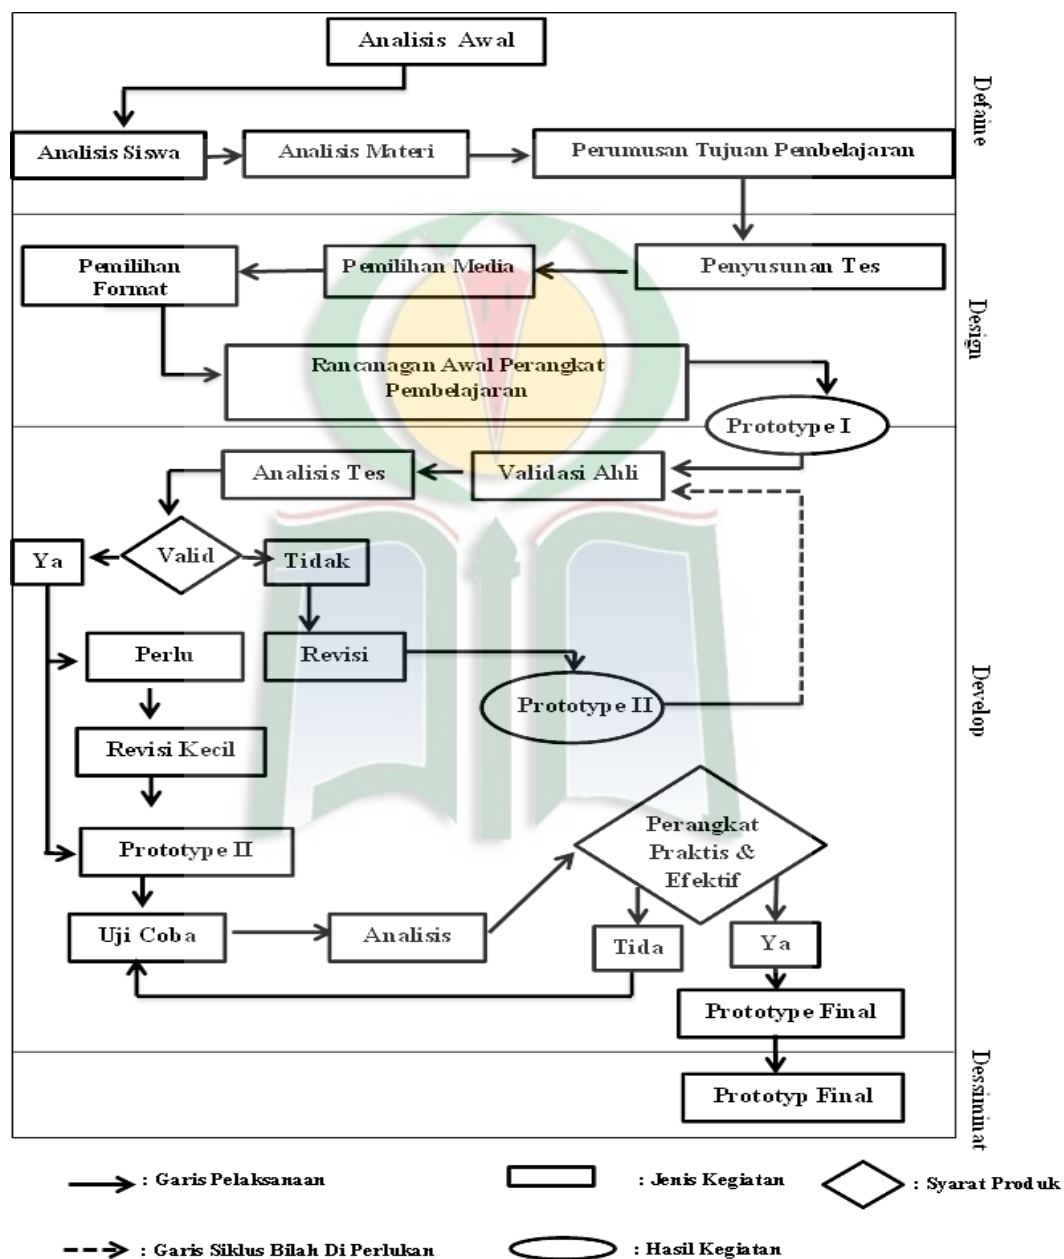 Analisis Awal
Defaine
Analisis Siswa
Analisis Materi
Perumusan Tujuan Pembelajaran
Pemilihan
Format
Pemilihan Media
Penyusunan Tes
Design
Rancanagan Awal Perangkat
Pembelajaran
Prototype I
Analisis Tes
Validasi Ahli
Ya
Valid
Tidak
Perlu
Revisi
Prototype II
Develop
Revisi Kecil
Prototype II
Perangkat
Praktis &
Efektif
Uji Coba
Analisis
Tida
Ya
Prototype Final
Prototyp Final
Dessiminat
: Garis Pelaksanaan
: Jenis Kegiatan
: Syarat Produk
: Garis Siklus Bilah Di Perlukan
: Hasil Kegiatan